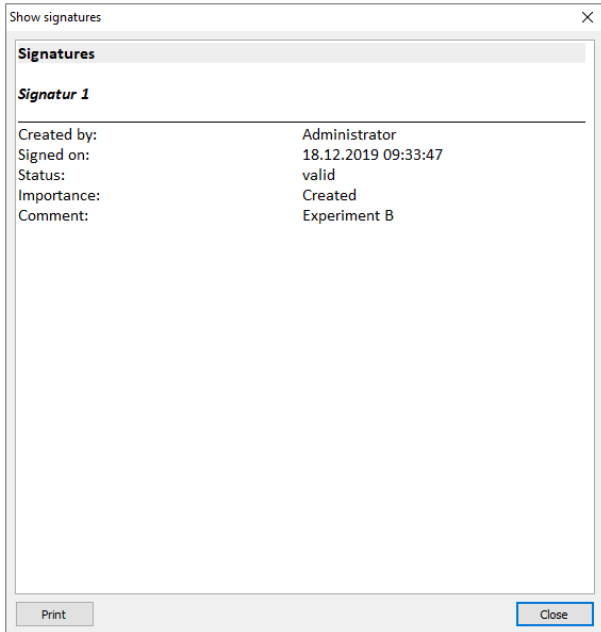 Show signatures
Signatures
Signatur 1
Created by: Administrator
Signed on: 18.12.2019 09:33:47
Status: valid
Importance: Created
Comment: Experiment B
Print Close